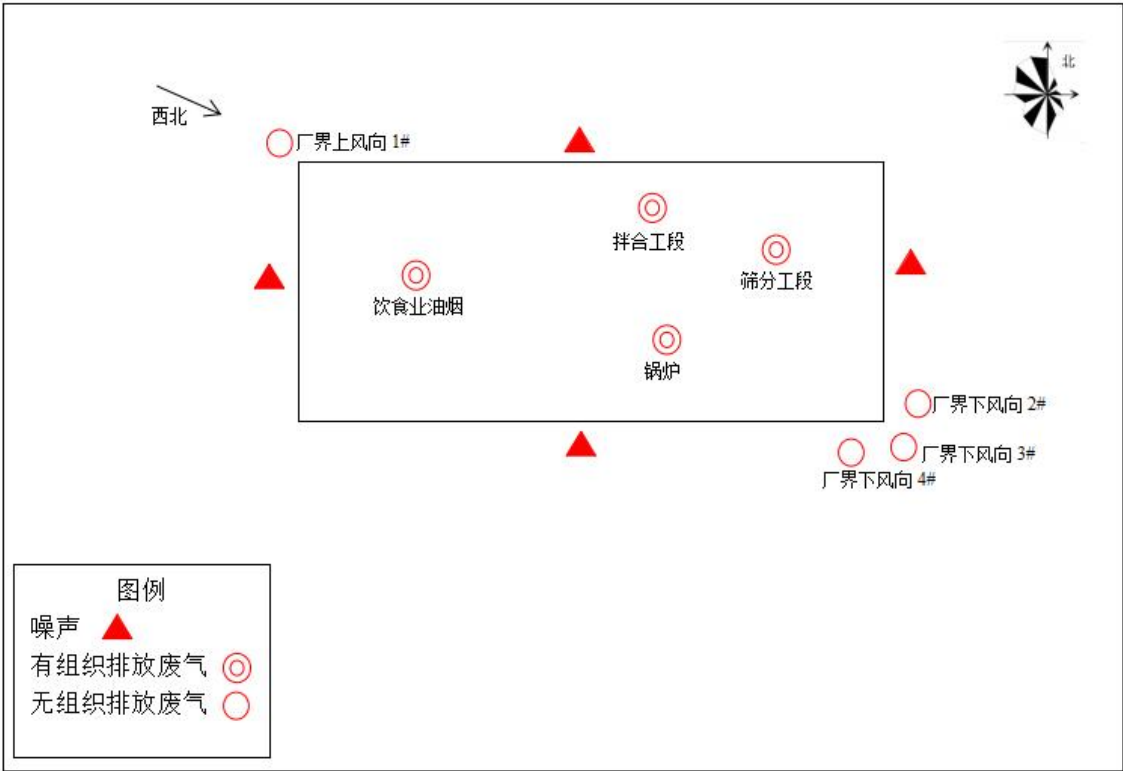 北
西北
厂界上风向 1#
拌合工段
筛分工段
饮食业油烟
锅炉
厂界下风向 2#
厂界下风向 3#
厂界下风向 4#
图例
噪声
有组织排放废气
无组织排放废气